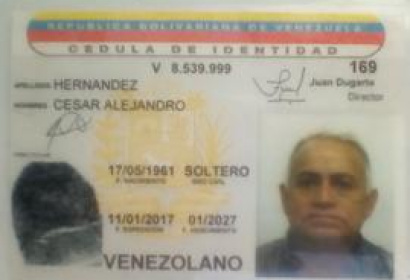 REPUBLICA BOLIVARIANA DE VENEZUELA
CEDULA DE IDENTIDAD
V 8.539.999 169
APELLIDOS HERNANDEZ
Juan Dugarte
Director
NOMBRES CESAR ALEJANDRO
17/05/1961 SOLTERO
F. NACIMIENTO EDO CIVIL
11/01/2017 01/2027
F. EXPEDICION F. VENCIMIENTO
VENEZOLANO